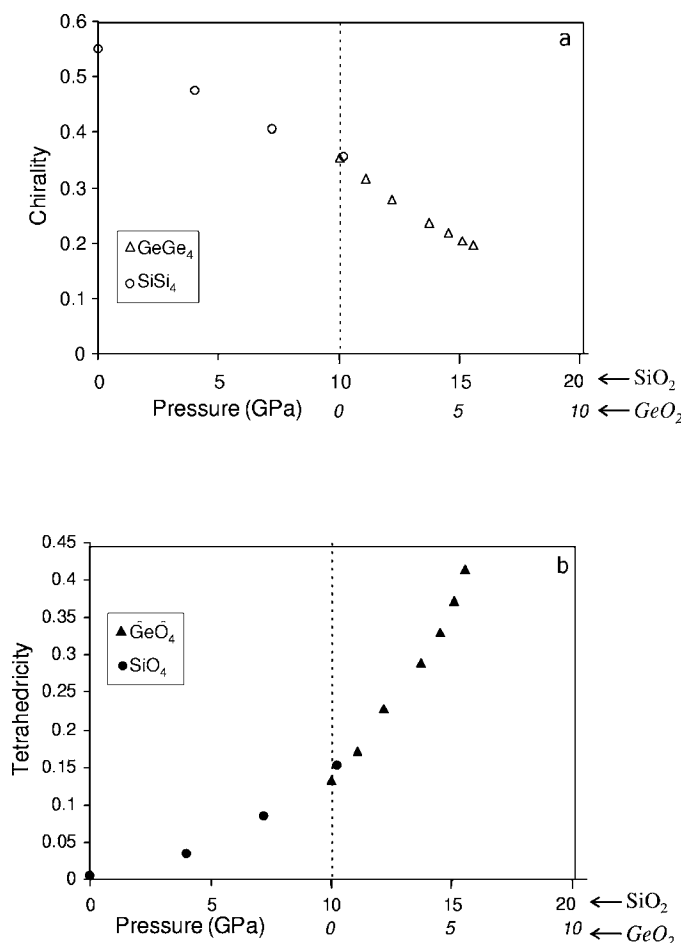 a
0.6
0.5
0.4
0.3
0.2
0.1
0
Chirality
GeGe₄
SiSi₄
0 5 10 15 20 ← SiO₂
Pressure (GPa) 0 5 10 ← GeO₂
b
0.45
0.4
0.35
0.3
0.25
0.2
0.15
0.1
0.05
0
Tetrahedricity
GeO₄
SiO₄
0 5 10 15 20 ← SiO₂
Pressure (GPa) 0 5 10 ← GeO₂